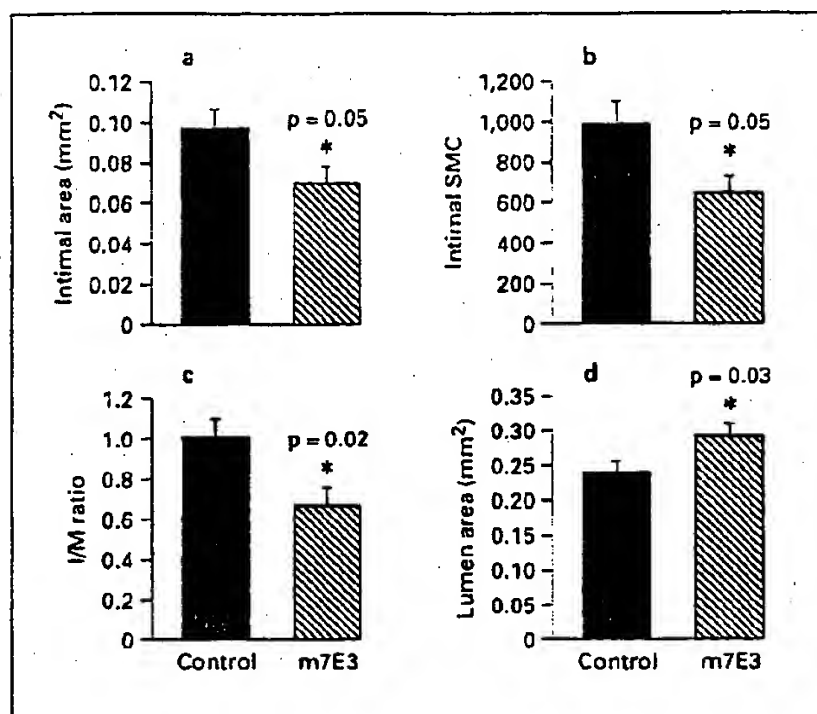 a
Intimal area (mm²)
0.12
0.10
0.08
0.06
0.04
0.02
0
p = 0.05
*
b
Intimal SMC
1,200
1,000
800
600
400
200
0
p = 0.05
*
c
I/M ratio
1.2
1.0
0.8
0.6
0.4
0.2
0
p = 0.02
*
Control
m7E3
d
Lumen area (mm²)
0.35
0.30
0.25
0.20
0.15
0.10
0.05
0
p = 0.03
*
Control
m7E3